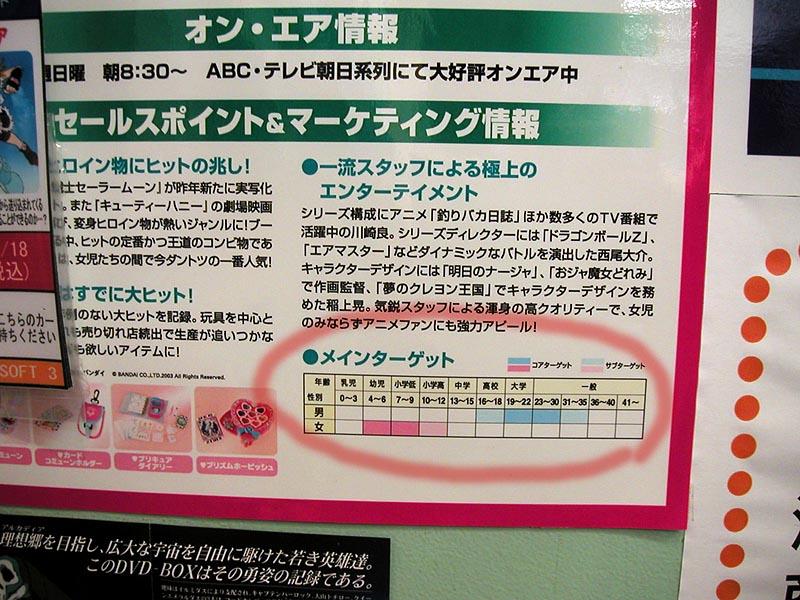 オン・エア情報
日曜 朝8:30〜 ABC・テレビ朝日系列にて大好評オンエア中
セールスポイント&マーケティング情報
ロイン物にヒットの兆し!
士セーラームーン」が昨年新たに実写化
。また「キューティーハニー」の劇場映画
、変身ヒロイン物が熱いジャンルに!ブー
中、ヒットの定番かつ王道のコンビ物であ
は、女児たちの間で今ダントツの一番人気!
はすでに大ヒット!
例のない大ヒットを記録。玩具を中心と
も売り切れ店続出で生産が追いつかな
も欲しいアイテムに!
バンダイ © BANDAI CO.,LTD.2003 All Rights Reserved.
ミューン
♥カード
コミューンホルダー
♥プリキュア
ダイアリー
♥プリズムホーピッシュ
●一流スタッフによる極上の
エンターテイメント
シリーズ構成にアニメ「釣りバカ日誌」ほか数多くのTV番組で
活躍中の川崎良。シリーズディレクターには「ドラゴンボールZ」、
「エアマスター」などダイナミックなバトルを演出した西尾大介。
キャラクターデザインには「明日のナージャ」、「おジャ魔女どれみ」
で作画監督、「夢のクレヨン王国」でキャラクターデザインを務
めた稲上晃。気鋭スタッフによる渾身の高クオリティーで、女児
のみならずアニメファンにも強力アピール!
●メインターゲット
コアターゲット サブターゲット
年齢 乳児 幼児 小学低 小学高 中学 高校 大学 一般
性別 0〜3 4〜6 7〜9 10〜12 13〜15 16〜18 19〜22 23〜30 31〜35 36〜40 41〜
男
女
/18
税込)
こちらのカー
待ちください
SOFT 3
アルカディア
理想郷を目指し、広大な宇宙を自由に駆けた若き英雄達。
このDVD-BOXはその勇姿の記録である。